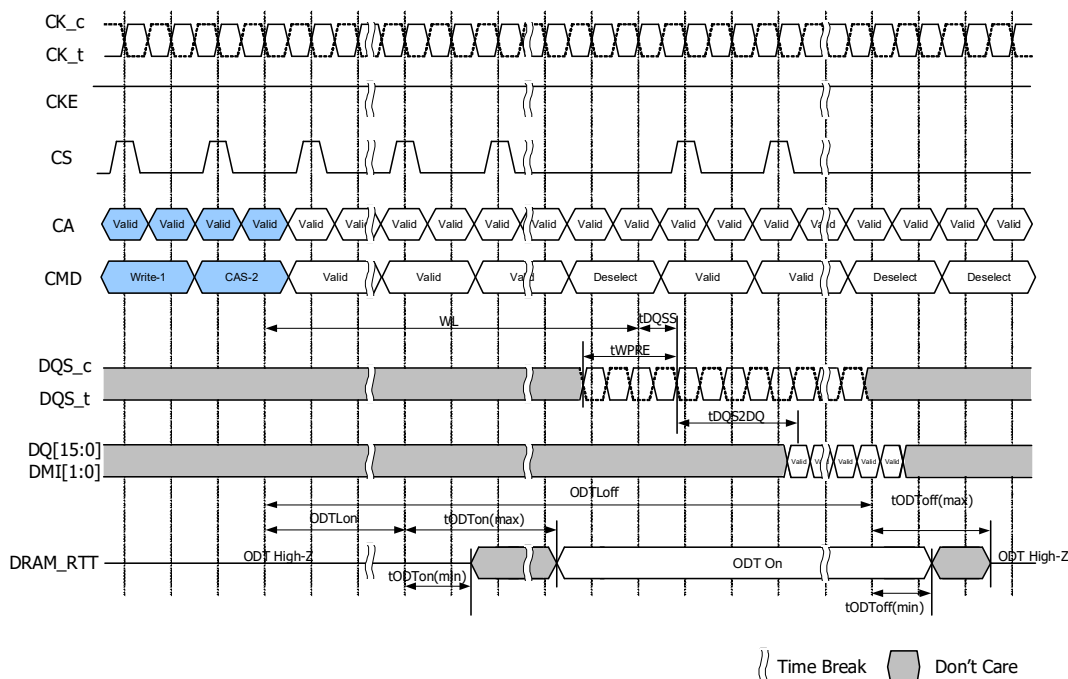 CK_c
CK_t
CKE
CS
CA Valid Valid Valid Valid Valid Valid Valid Valid Valid Valid Valid Valid Valid Valid Valid Valid Valid Valid Valid Valid
CMD Write-1 CAS-2 Valid Valid Valid Deselect Valid Valid Deselect Deselect
WL tDQSS
tWPRE
DQS_c
DQS_t
tDQS2DQ
DQ[15:0]
DMI[1:0]
Valid Valid Valid Valid Valid
ODTLoff tODToff(max)
ODTLon tODTon(max)
DRAM_RTT ODT High-Z ODT On ODT High-Z
tODTon(min) tODToff(min)
Time Break Don't Care